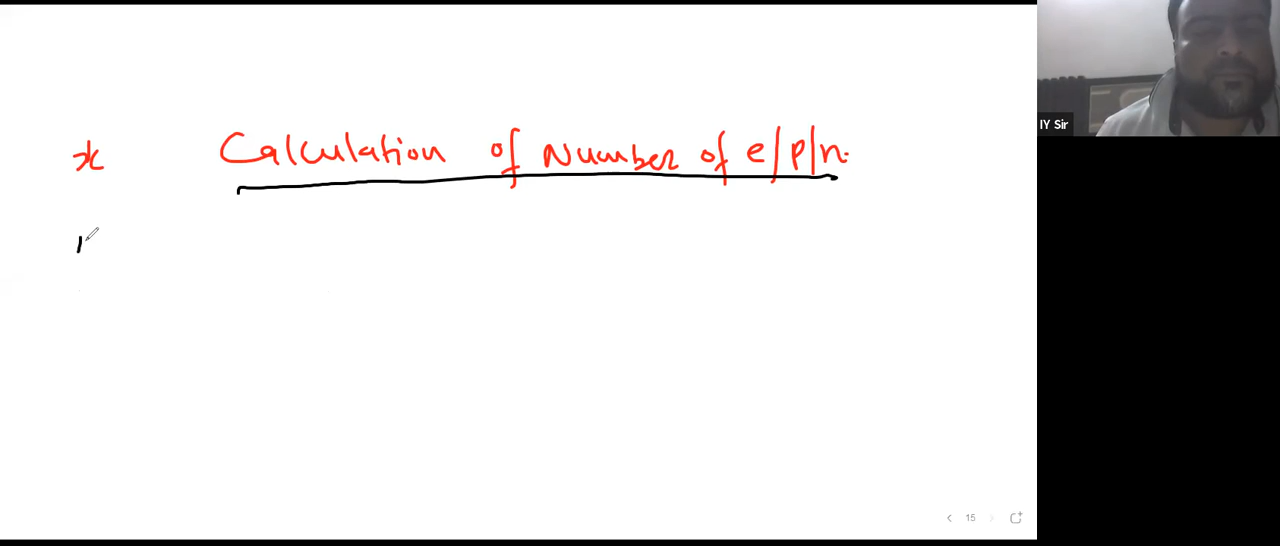 * Calculation of Number of e/p/n.
IY Sir
15